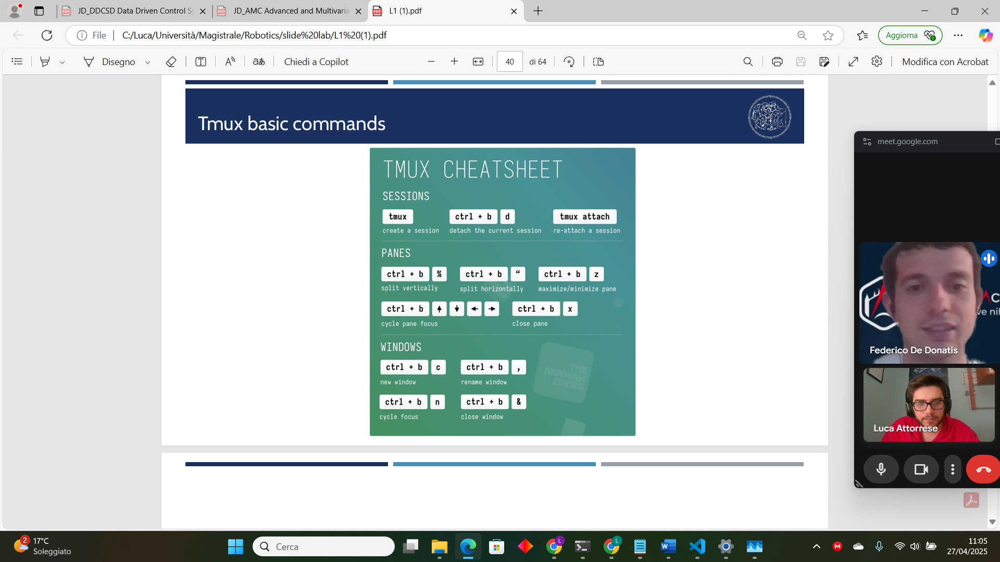 JD_DDCSD Data Driven Control Sy
JD_AMC Advanced and Multivaria
L1 (1).pdf
File
C:/Luca/Università/Magistrale/Robotics/slide%20lab/L1%20(1).pdf
Aggiorna
Disegno
aあ
Chiedi a Copilot
40
di 64
Modifica con Acrobat
Tmux basic commands
TMUX CHEATSHEET
SESSIONS
tmux ctrl + b d tmux attach
create a session detach the current session re-attach a session
PANES
ctrl + b % ctrl + b “ ctrl + b z
split vertically split horizontally maximize/minimize pane
ctrl + b ↑ ↓ ← → ctrl + b x
cycle pane focus close pane
WINDOWS
ctrl + b c ctrl + b ,
new window rename window
ctrl + b n ctrl + b &
cycle focus close window
THE
MODERN
CODER
meet.google.com
Federico De Donatis
Luca Attorrese
2
17°C
Soleggiato
Cerca
L
L
11:05
27/04/2025